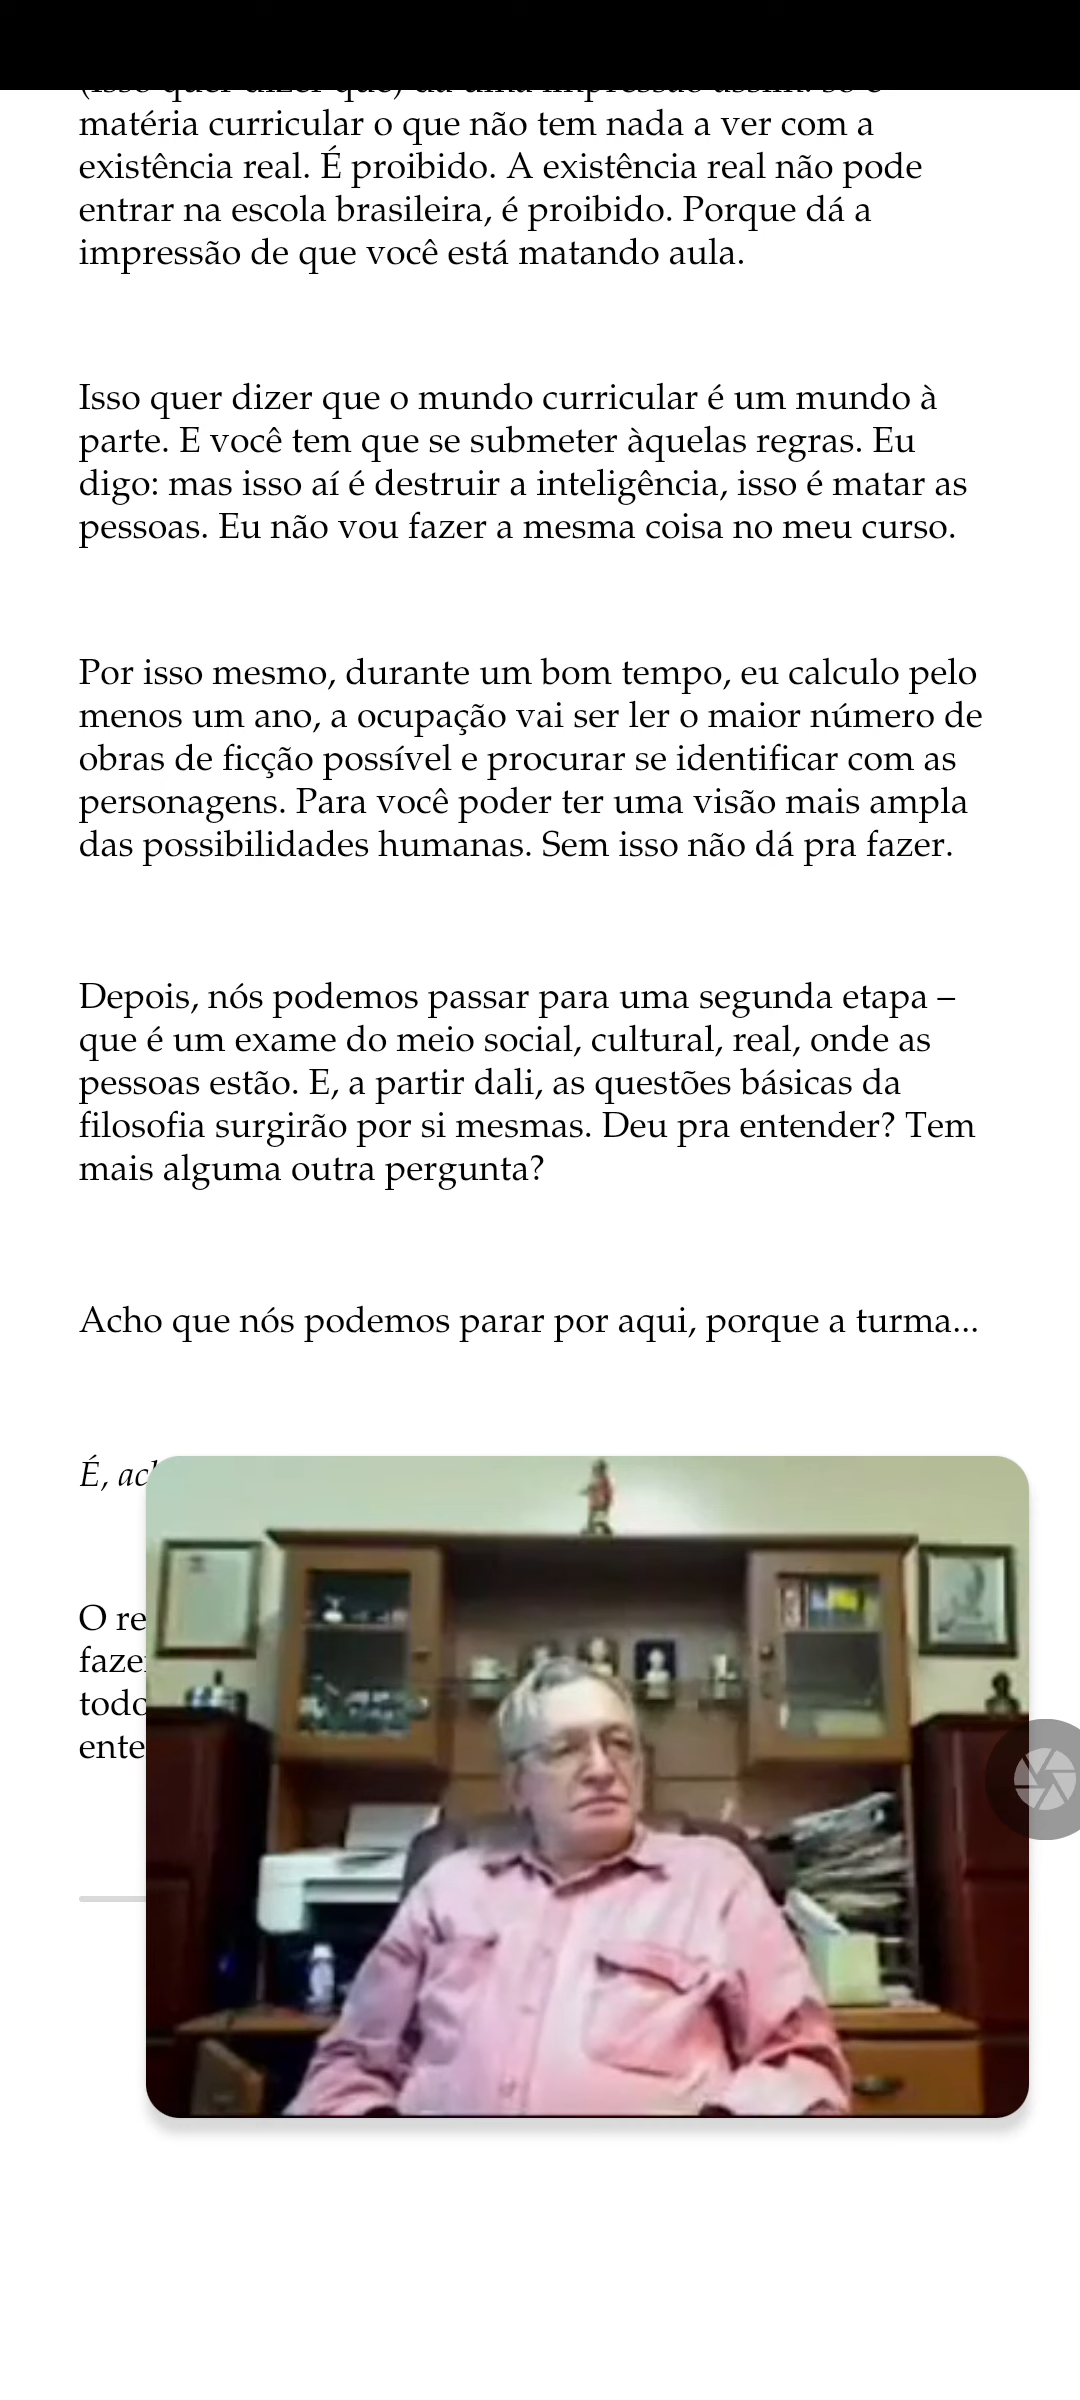 matéria curricular o que não tem nada a ver com a
existência real. É proibido. A existência real não pode
entrar na escola brasileira, é proibido. Porque dá a
impressão de que você está matando aula.
Isso quer dizer que o mundo curricular é um mundo à
parte. E você tem que se submeter àquelas regras. Eu
digo: mas isso aí é destruir a inteligência, isso é matar as
pessoas. Eu não vou fazer a mesma coisa no meu curso.
Por isso mesmo, durante um bom tempo, eu calculo pelo
menos um ano, a ocupação vai ser ler o maior número de
obras de ficção possível e procurar se identificar com as
personagens. Para você poder ter uma visão mais ampla
das possibilidades humanas. Sem isso não dá pra fazer.
Depois, nós podemos passar para uma segunda etapa –
que é um exame do meio social, cultural, real, onde as
pessoas estão. E, a partir dali, as questões básicas da
filosofia surgirão por si mesmas. Deu pra entender? Tem
mais alguma outra pergunta?
Acho que nós podemos parar por aqui, porque a turma...
É,
O